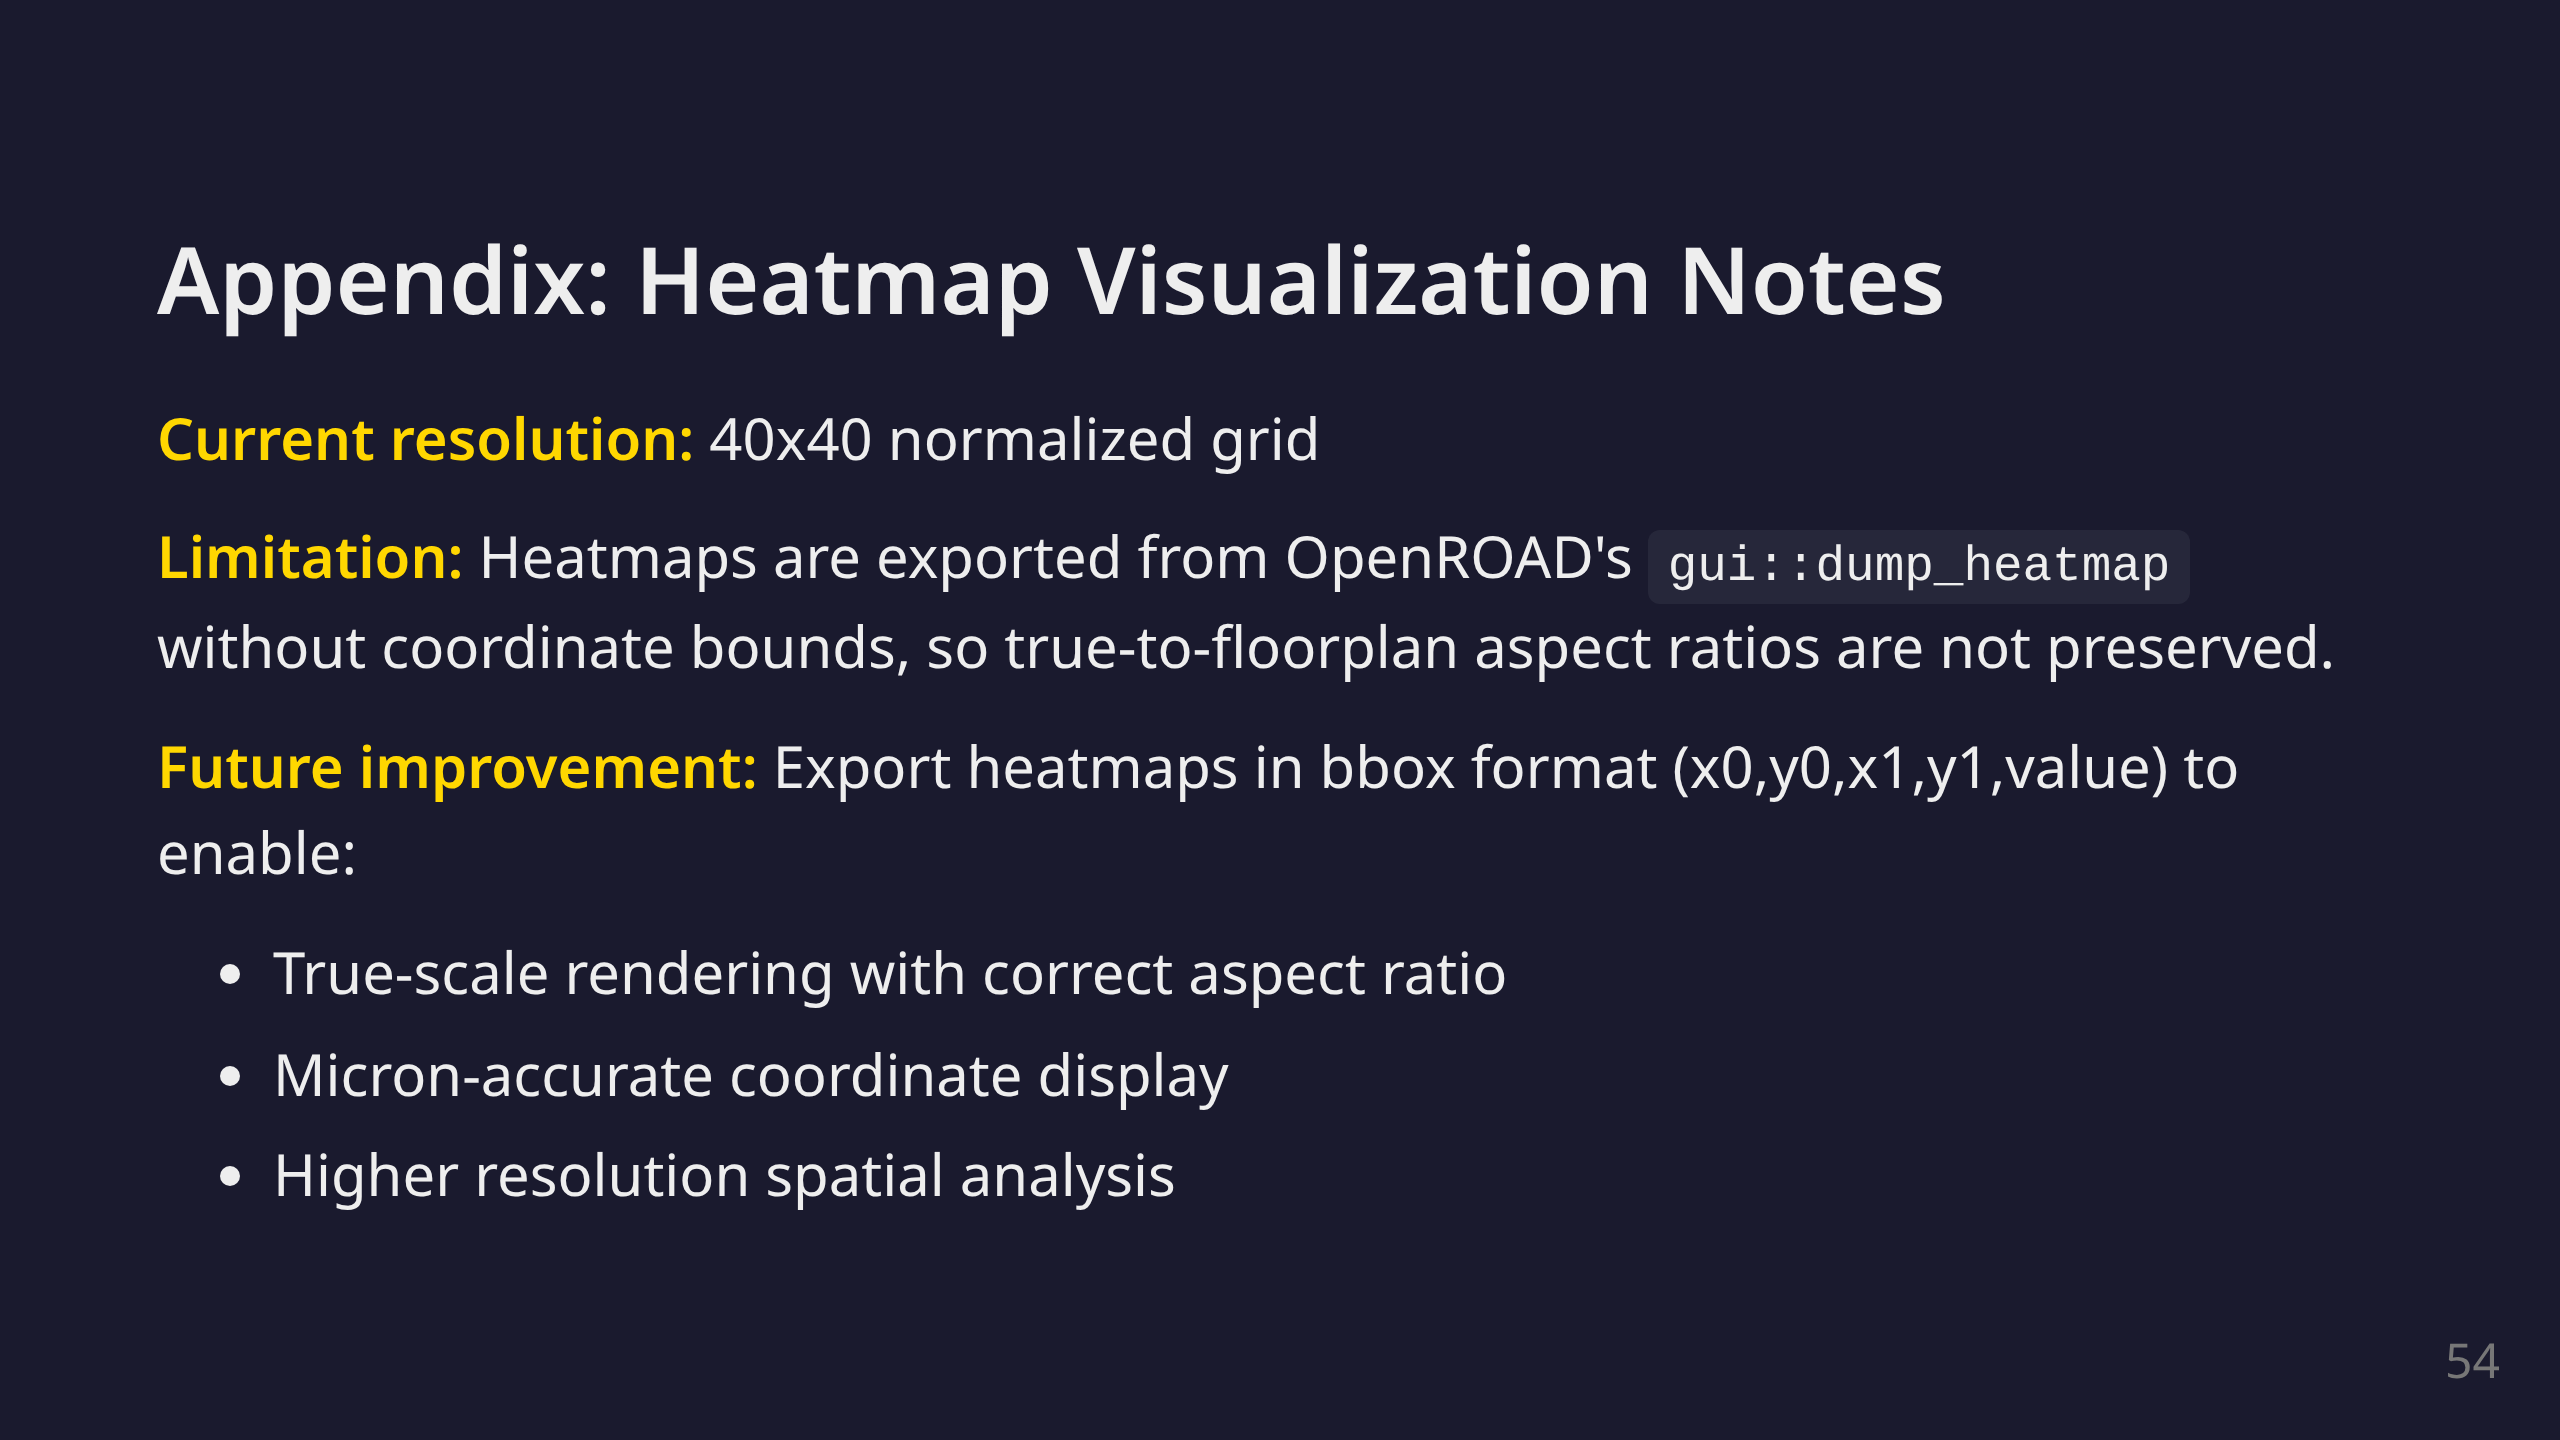 Appendix: Heatmap Visualization Notes
Current resolution: 40x40 normalized grid
Limitation: Heatmaps are exported from OpenROAD's gui::dump_heatmap
without coordinate bounds, so true-to-floorplan aspect ratios are not preserved.
Future improvement: Export heatmaps in bbox format (x0,y0,x1,y1,value) to
enable:
• True-scale rendering with correct aspect ratio
• Micron-accurate coordinate display
• Higher resolution spatial analysis
54